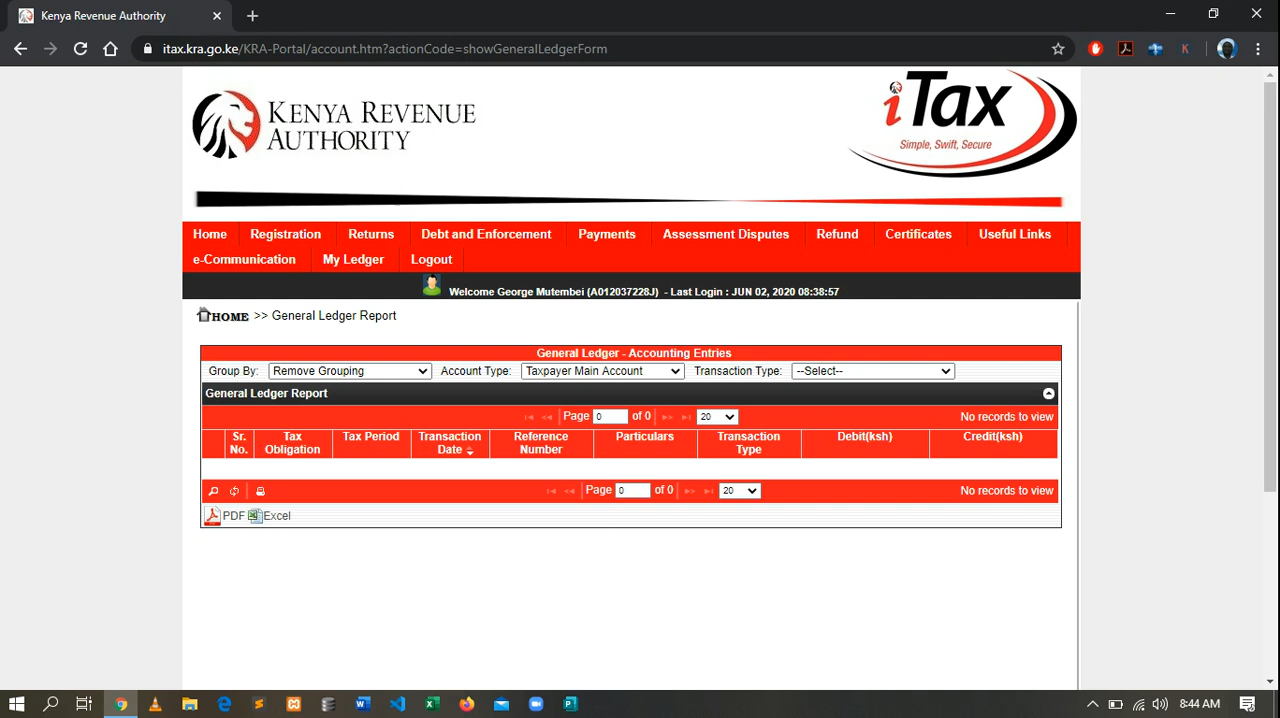 Kenya Revenue Authority
itax.kra.go.ke/KRA-Portal/account.htm?actionCode=showGeneralLedgerForm
K
KENYA REVENUE
AUTHORITY
iTax
Simple, Swift, Secure
Home Registration Returns Debt and Enforcement Payments Assessment Disputes Refund Certificates Useful Links
e-Communication My Ledger Logout
Welcome George Mutembei (A012037228J) - Last Login : JUN 02, 2020 08:38:57
HOME >> General Ledger Report
General Ledger - Accounting Entries
Group By: Remove Grouping Account Type: Taxpayer Main Account Transaction Type: --Select--
General Ledger Report
Page 0 of 0 20 No records to view
Sr. No. Tax Obligation Tax Period Transaction Date Reference Number Particulars Transaction Type Debit(ksh) Credit(ksh)
Page 0 of 0 20 No records to view
PDF Excel
8:44 AM